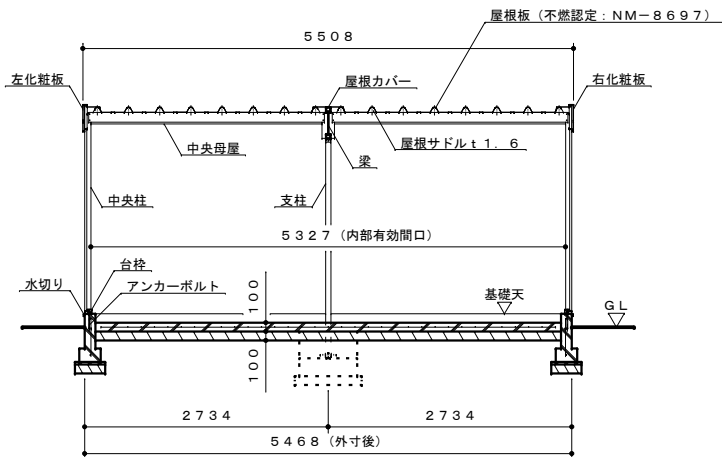 屋根板（不燃認定：ＮＭ－８６９７）
５５０８
左化粧板
屋根カバー
右化粧板
中央母屋
屋根サドルｔ１．６
梁
中央柱
支柱
５３２７（内部有効間口）
台枠
水切り
アンカーボルト
１００
基礎天
ＧＬ
１００
２７３４
２７３４
５４６８（外寸後）